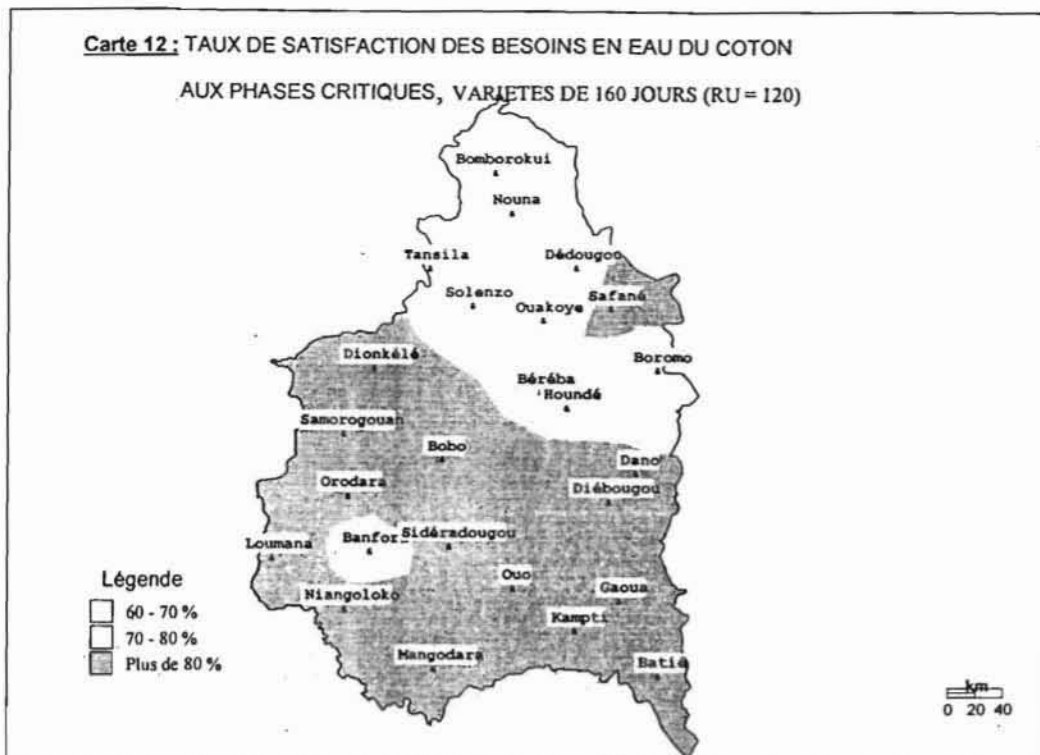 Carte 12 : TAUX DE SATISFACTION DES BESOINS EN EAU DU COTON
AUX PHASES CRITIQUES, VARIETES DE 160 JOURS (RU = 120)
Bomborokui
Nouna
Tansila
Dédougou
Solenzo
Ouakoye
Safané
Dionkélé
Boromo
Béréba
Houndé
Samorogouan
Bobo
Dano
Orodara
Diébougou
Loumana
Banfor
Sidéradougou
Ouo
Gaoua
Niangoloko
Kampti
Mangodara
Batié
Légende
60 - 70 %
70 - 80 %
Plus de 80 %
km
0 20 40